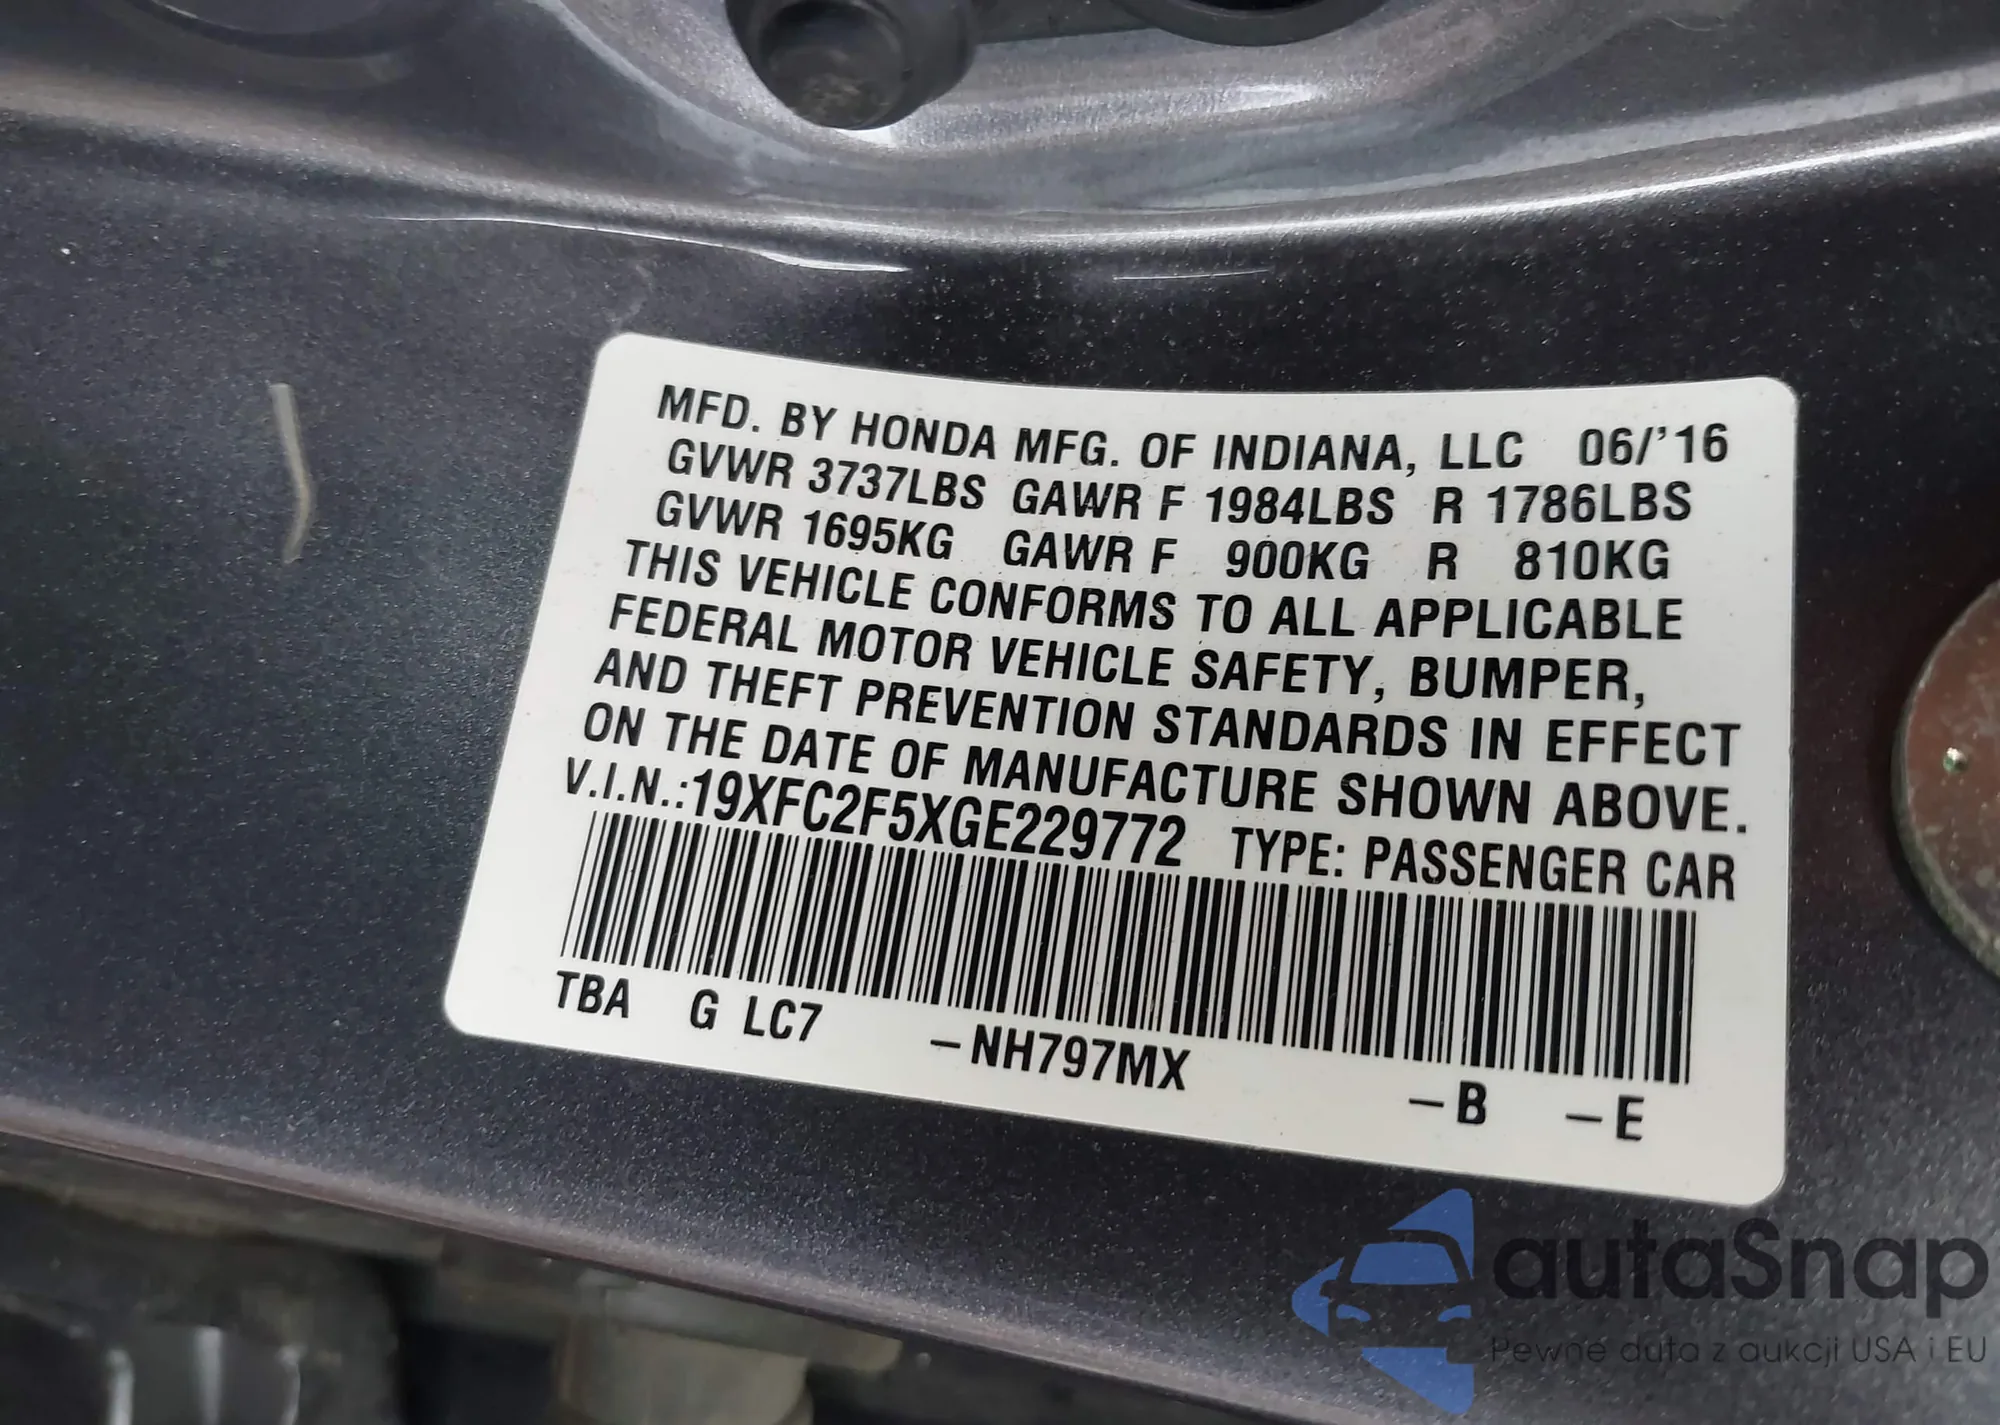 MFD. BY HONDA MFG. OF INDIANA, LLC 06/'16
GVWR 3737LBS GAWR F 1984LBS R 1786LBS
GVWR 1695KG GAWR F 900KG R 810KG
THIS VEHICLE CONFORMS TO ALL APPLICABLE
FEDERAL MOTOR VEHICLE SAFETY, BUMPER,
AND THEFT PREVENTION STANDARDS IN EFFECT
ON THE DATE OF MANUFACTURE SHOWN ABOVE.
V.I.N.:19XFC2F5XGE229772 TYPE: PASSENGER CAR
TBA G LC7 -NH797MX -B -E
autaSnap
Pewne auta z aukcji USA i EU